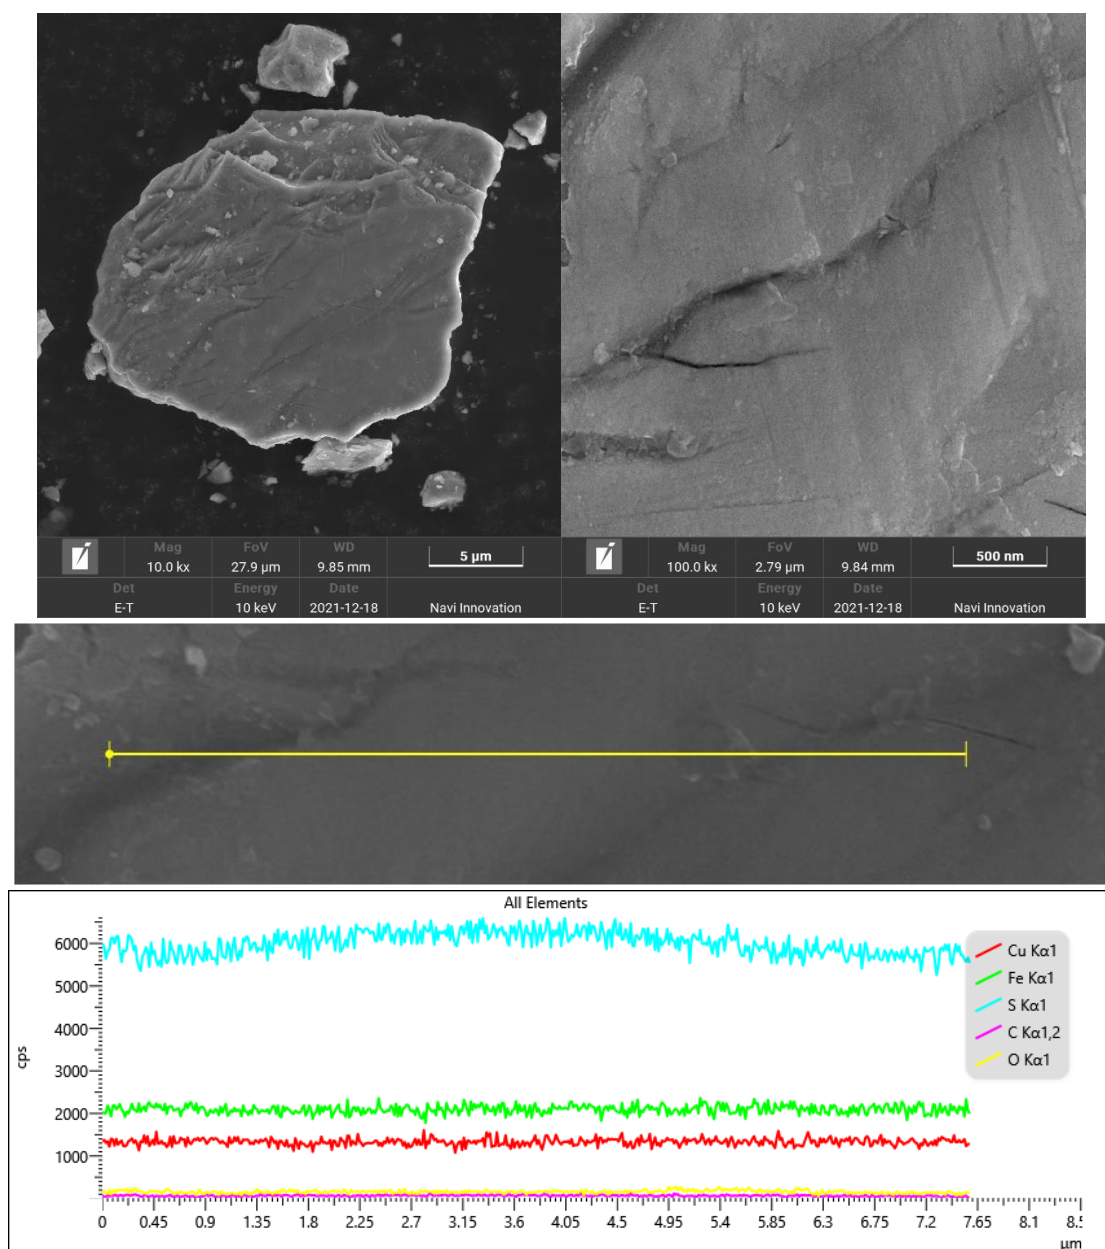 Mag FoV WD
10.0 kx 27.9 µm 9.85 mm 5 µm
Det Energy Date
E-T 10 keV 2021-12-18 Navi Innovation
Mag FoV WD
100.0 kx 2.79 µm 9.84 mm 500 nm
Det Energy Date
E-T 10 keV 2021-12-18 Navi Innovation
All Elements
6000
5000
4000
3000
2000
1000
cps
Cu Kα1
Fe Kα1
S Kα1
C Kα1,2
O Kα1
0 0.45 0.9 1.35 1.8 2.25 2.7 3.15 3.6 4.05 4.5 4.95 5.4 5.85 6.3 6.75 7.2 7.65 8.1
µm